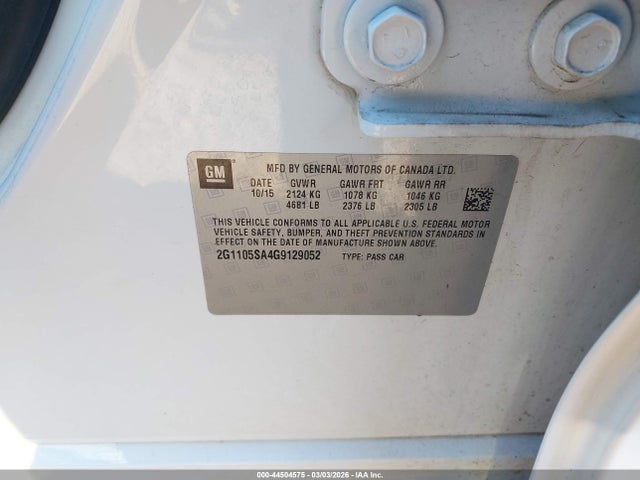 GM
MFD BY GENERAL MOTORS OF CANADA LTD.
DATE GVWR GAWR FRT GAWR RR
10/15 2124 KG 1078 KG 1046 KG
4681 LB 2376 LB 2305 LB
THIS VEHICLE CONFORMS TO ALL APPLICABLE U.S. FEDERAL MOTOR
VEHICLE SAFETY, BUMPER, AND THEFT PREVENTION STANDARDS IN
EFFECT ON THE DATE OF MANUFACTURE SHOWN ABOVE.
2G1105SA4G9129052 TYPE: PASS CAR
000-44504575 - 03/03/2026 - IAA Inc.